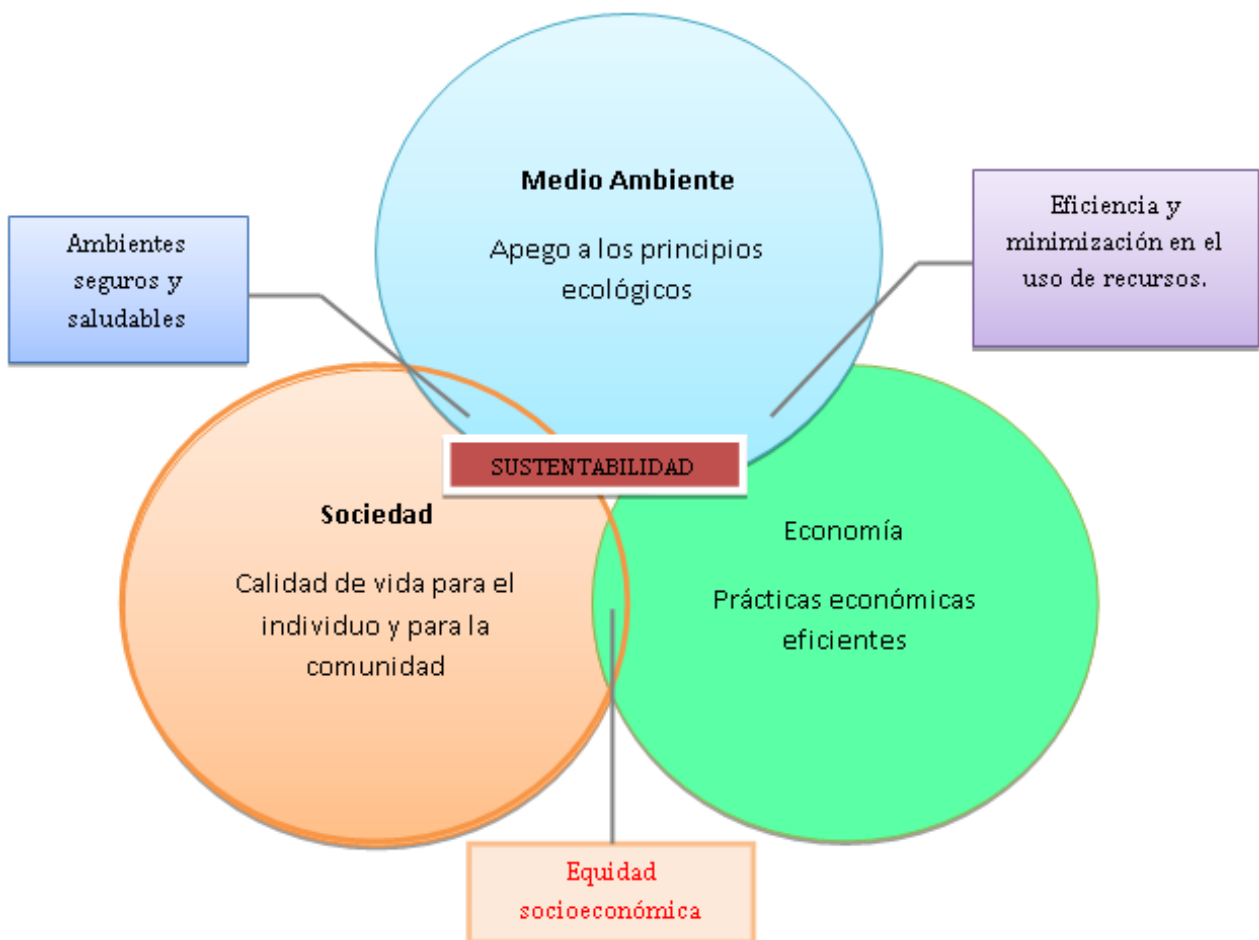 Medio Ambiente
Apego a los principios
ecológicos
Ambientes
seguros y
saludables
Eficiencia y
minimización en el
uso de recursos.
SUSTENTABILIDAD
Sociedad
Calidad de vida para el
individuo y para la
comunidad
Economía
Prácticas económicas
eficientes
Equidad
socioeconómica